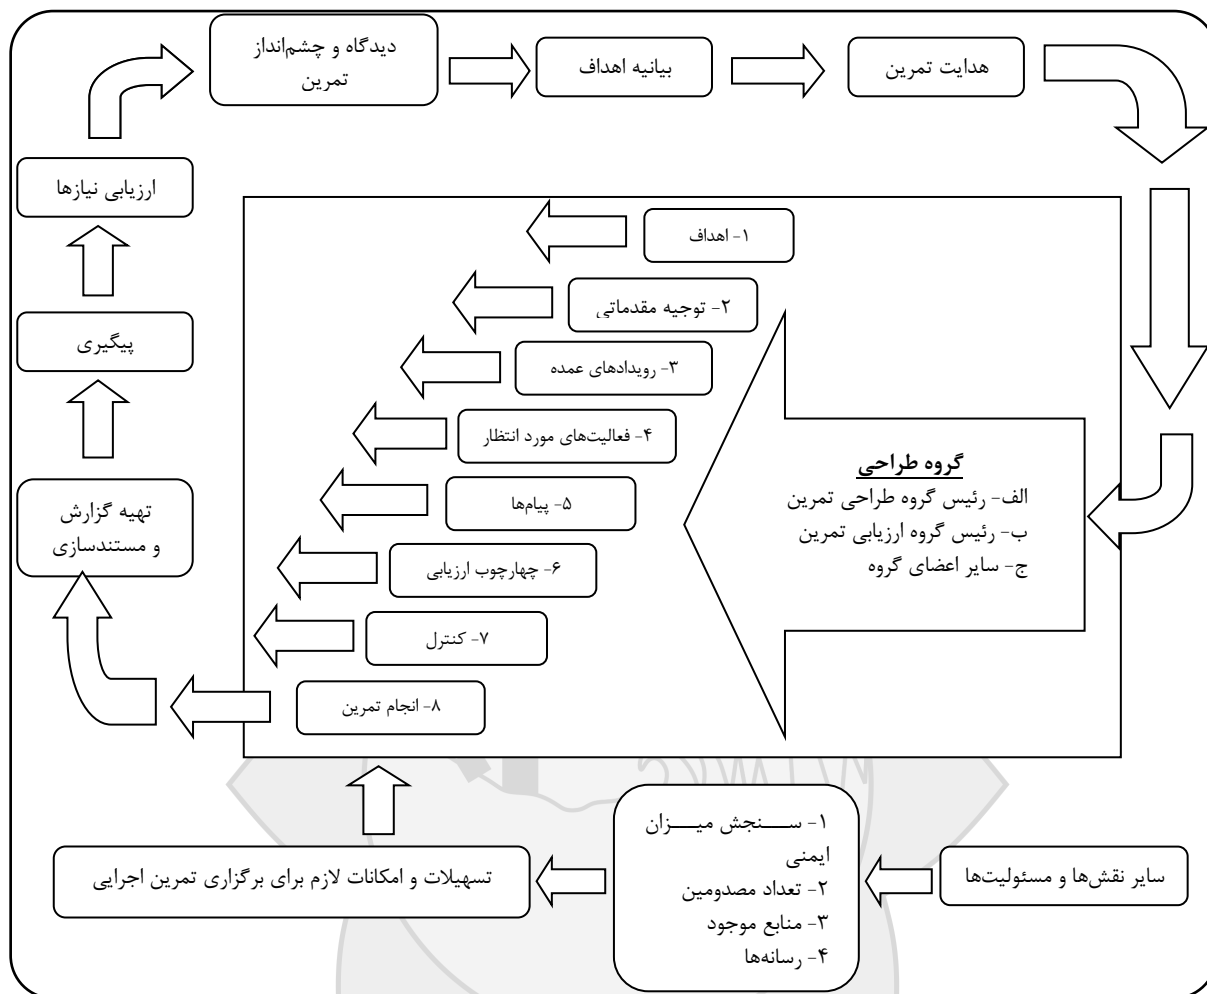 دیدگاه و چشم‌انداز
تمرین
بیانیه اهداف
هدایت تمرین
ارزیابی نیازها
پیگیری
تهیه گزارش
و مستندسازی
۱- اهداف
۲- توجیه مقدماتی
۳- رویدادهای عمده
۴- فعالیت‌های مورد انتظار
۵- پیام‌ها
۶- چهارچوب ارزیابی
۷- کنترل
۸- انجام تمرین
گروه طراحی
الف- رئیس گروه طراحی تمرین
ب- رئیس گروه ارزیابی تمرین
ج- سایر اعضای گروه
سایر نقش‌ها و مسئولیت‌ها
۱- سـنجش میـزان
ایمنی
۲- تعداد مصدومین
۳- منابع موجود
۴- رسانه‌ها
تسهیلات و امکانات لازم برای برگزاری تمرین اجرایی